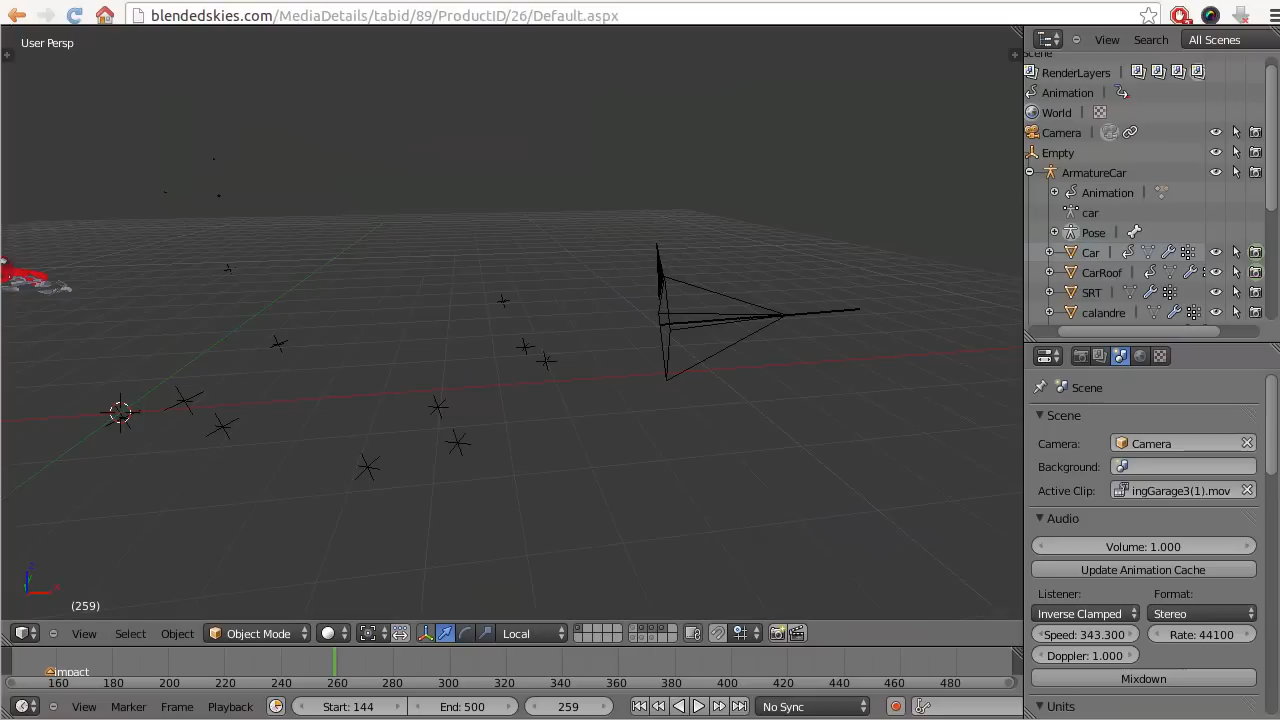 blendedskies.com/MediaDetails/tabid/89/ProductID/26/Default.aspx
User Persp
View Search All Scenes
RenderLayers
Animation
World
Camera
Empty
ArmatureCar
Animation
car
Pose
Car
CarRoof
SRT
calandre
Scene
Scene
Camera: Camera
Background:
Active Clip: ingGarage3(1).mov
Audio
Volume: 1.000
Update Animation Cache
Listener: Format:
Inverse Clamped Stereo
Speed: 343.300 Rate: 44100
Doppler: 1.000
Mixdown
Units
z
y
x
(259)
View Select Object Object Mode Local
impact
160 180 200 220 240 260 280 300 320 340 360 380 400 420 440 460 480
View Marker Frame Playback Start: 144 End: 500 259 No Sync